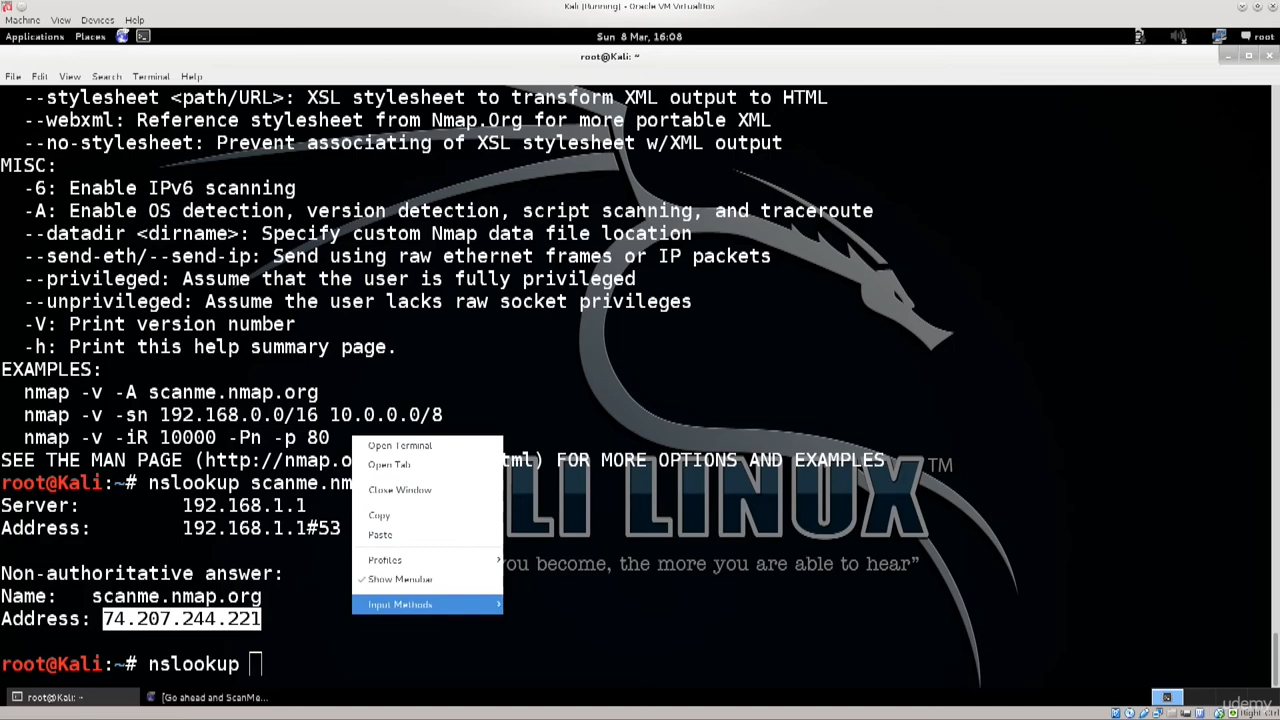 Kali [Running] - Oracle VM VirtualBox
Machine View Devices Help
Applications Places Sun 8 Mar, 16:08 root
root@Kali: ~
File Edit View Search Terminal Help
--stylesheet <path/URL>: XSL stylesheet to transform XML output to HTML
--webxml: Reference stylesheet from Nmap.Org for more portable XML
--no-stylesheet: Prevent associating of XSL stylesheet w/XML output
MISC:
-6: Enable IPv6 scanning
-A: Enable OS detection, version detection, script scanning, and traceroute
--datadir <dirname>: Specify custom Nmap data file location
--send-eth/--send-ip: Send using raw ethernet frames or IP packets
--privileged: Assume that the user is fully privileged
--unprivileged: Assume the user lacks raw socket privileges
-V: Print version number
-h: Print this help summary page.
EXAMPLES:
nmap -v -A scanme.nmap.org
nmap -v -sn 192.168.0.0/16 10.0.0.0/8
nmap -v -iR 10000 -Pn -p 80
SEE THE MAN PAGE (http://nmap.o tml) FOR MORE OPTIONS AND EXAMPLES
root@Kali:~# nslookup scanme.nm
Server: 192.168.1.1
Address: 192.168.1.1#53
Non-authoritative answer:
Name: scanme.nmap.org
Address: 74.207.244.221
root@Kali:~# nslookup
Open Terminal
Open Tab
Close Window
Copy
Paste
Profiles
Show Menubar
Input Methods
LI LINUX TM
you become, the more you are able to hear”
root@Kali: ~ [Go ahead and ScanMe...
udemy
Right Ctrl